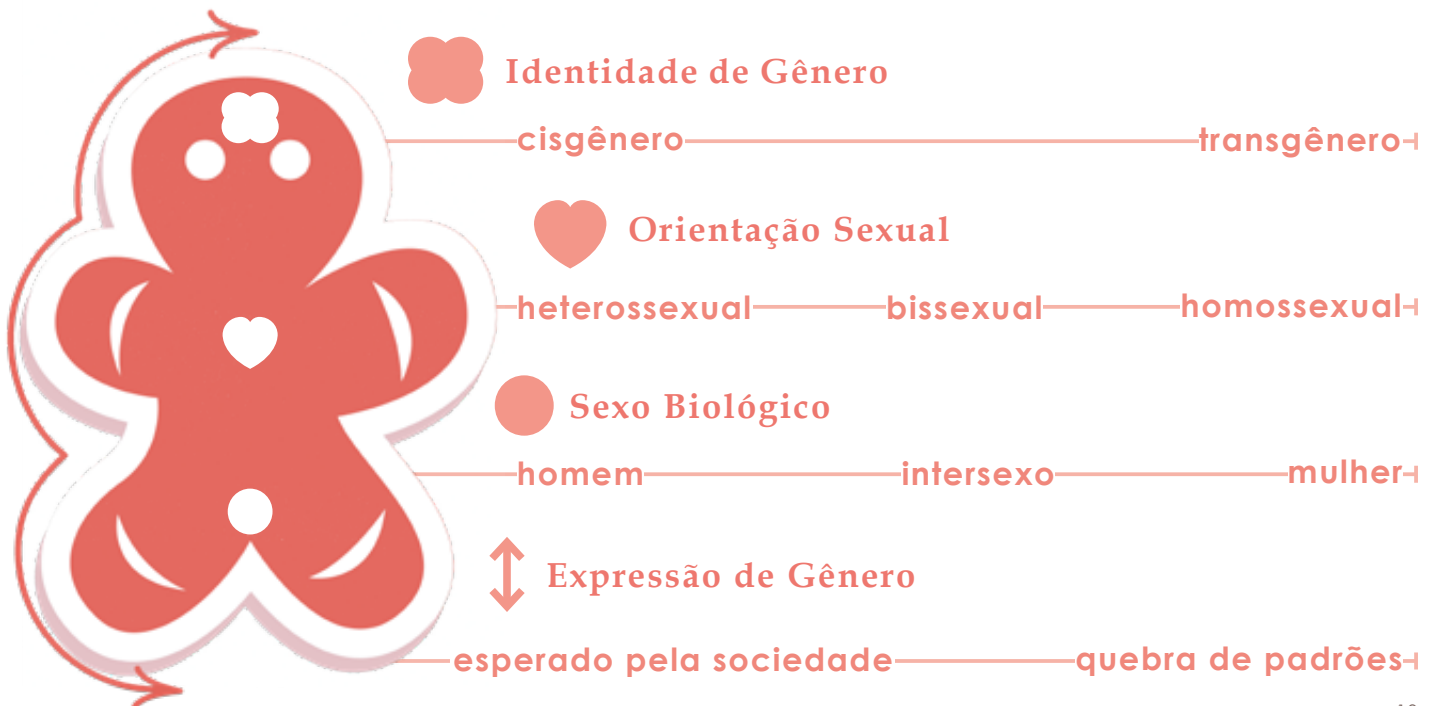 Identidade de Gênero
cisgênero transgênero
Orientação Sexual
heterossexual bissexual homossexual
Sexo Biológico
homem intersexo mulher
Expressão de Gênero
esperado pela sociedade quebra de padrões